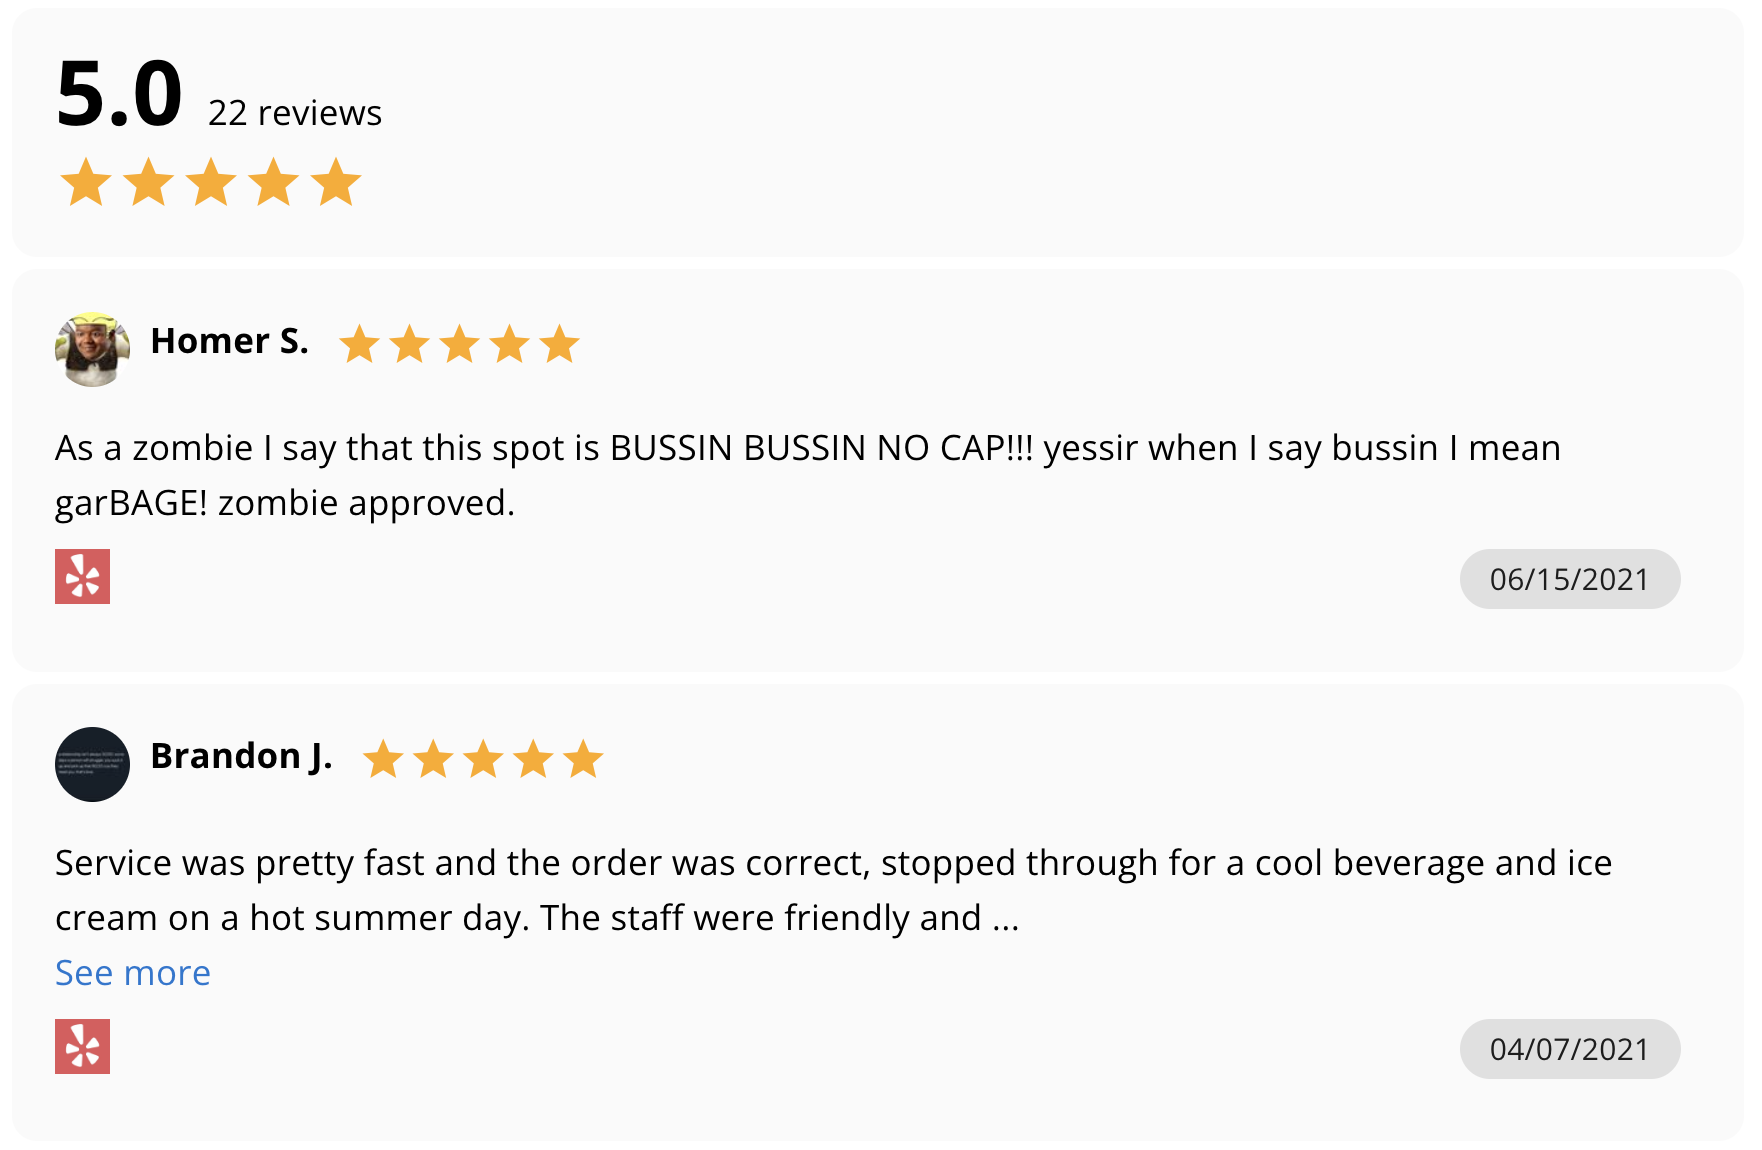 5.0 22 reviews
Homer S.
As a zombie I say that this spot is BUSSIN BUSSIN NO CAP!!! yessir when I say bussin I mean
garBAGE! zombie approved.
06/15/2021
Brandon J.
Service was pretty fast and the order was correct, stopped through for a cool beverage and ice
cream on a hot summer day. The staff were friendly and ...
See more
04/07/2021